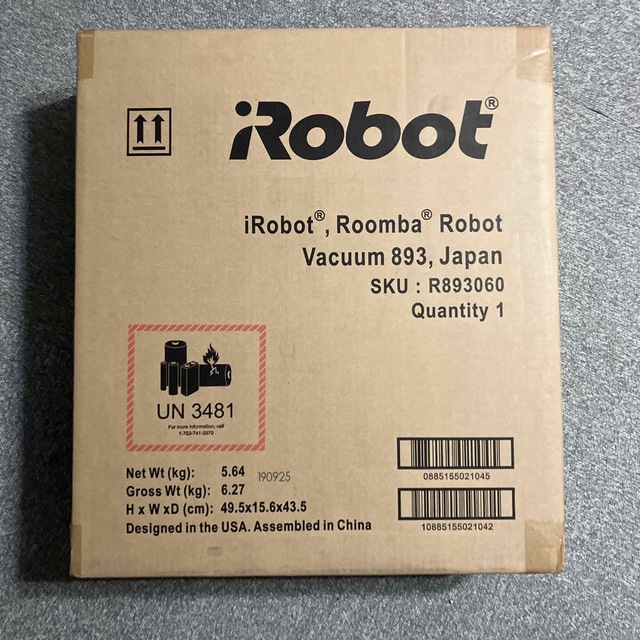 iRobot®
iRobot®, Roomba® Robot
Vacuum 893, Japan
SKU : R893060
Quantity 1
UN 3481
For more information, call
1-703-741-5970
Net Wt (kg): 5.64
190925
Gross Wt (kg): 6.27
H x W xD (cm): 49.5x15.6x43.5
Designed in the USA. Assembled in China
0885155021045
10885155021042